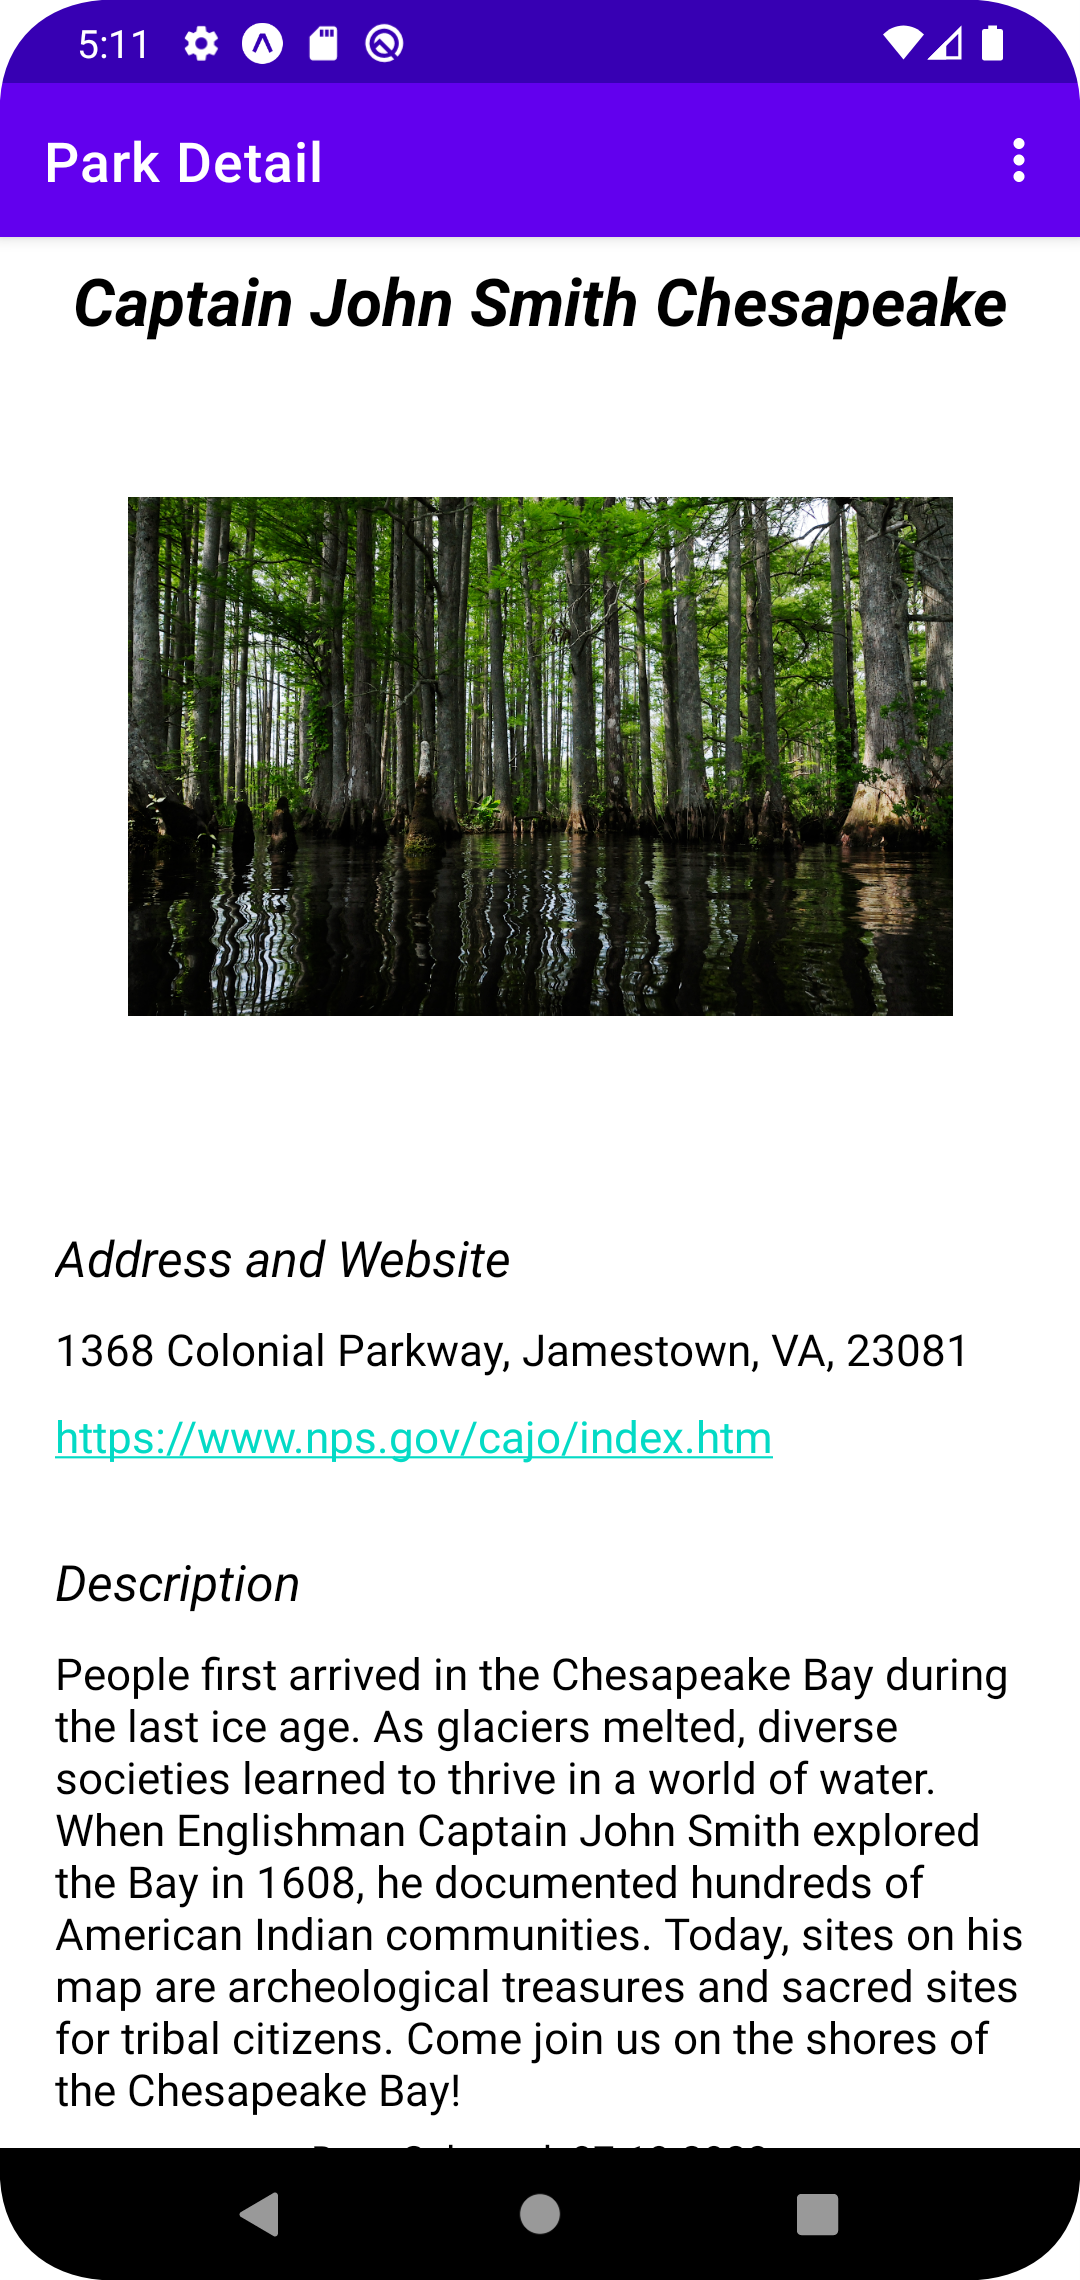 5:11
Park Detail
Captain John Smith Chesapeake
Address and Website
1368 Colonial Parkway, Jamestown, VA, 23081
https://www.nps.gov/cajo/index.htm
Description
People first arrived in the Chesapeake Bay during
the last ice age. As glaciers melted, diverse
societies learned to thrive in a world of water.
When Englishman Captain John Smith explored
the Bay in 1608, he documented hundreds of
American Indian communities. Today, sites on his
map are archeological treasures and sacred sites
for tribal citizens. Come join us on the shores of
the Chesapeake Bay!